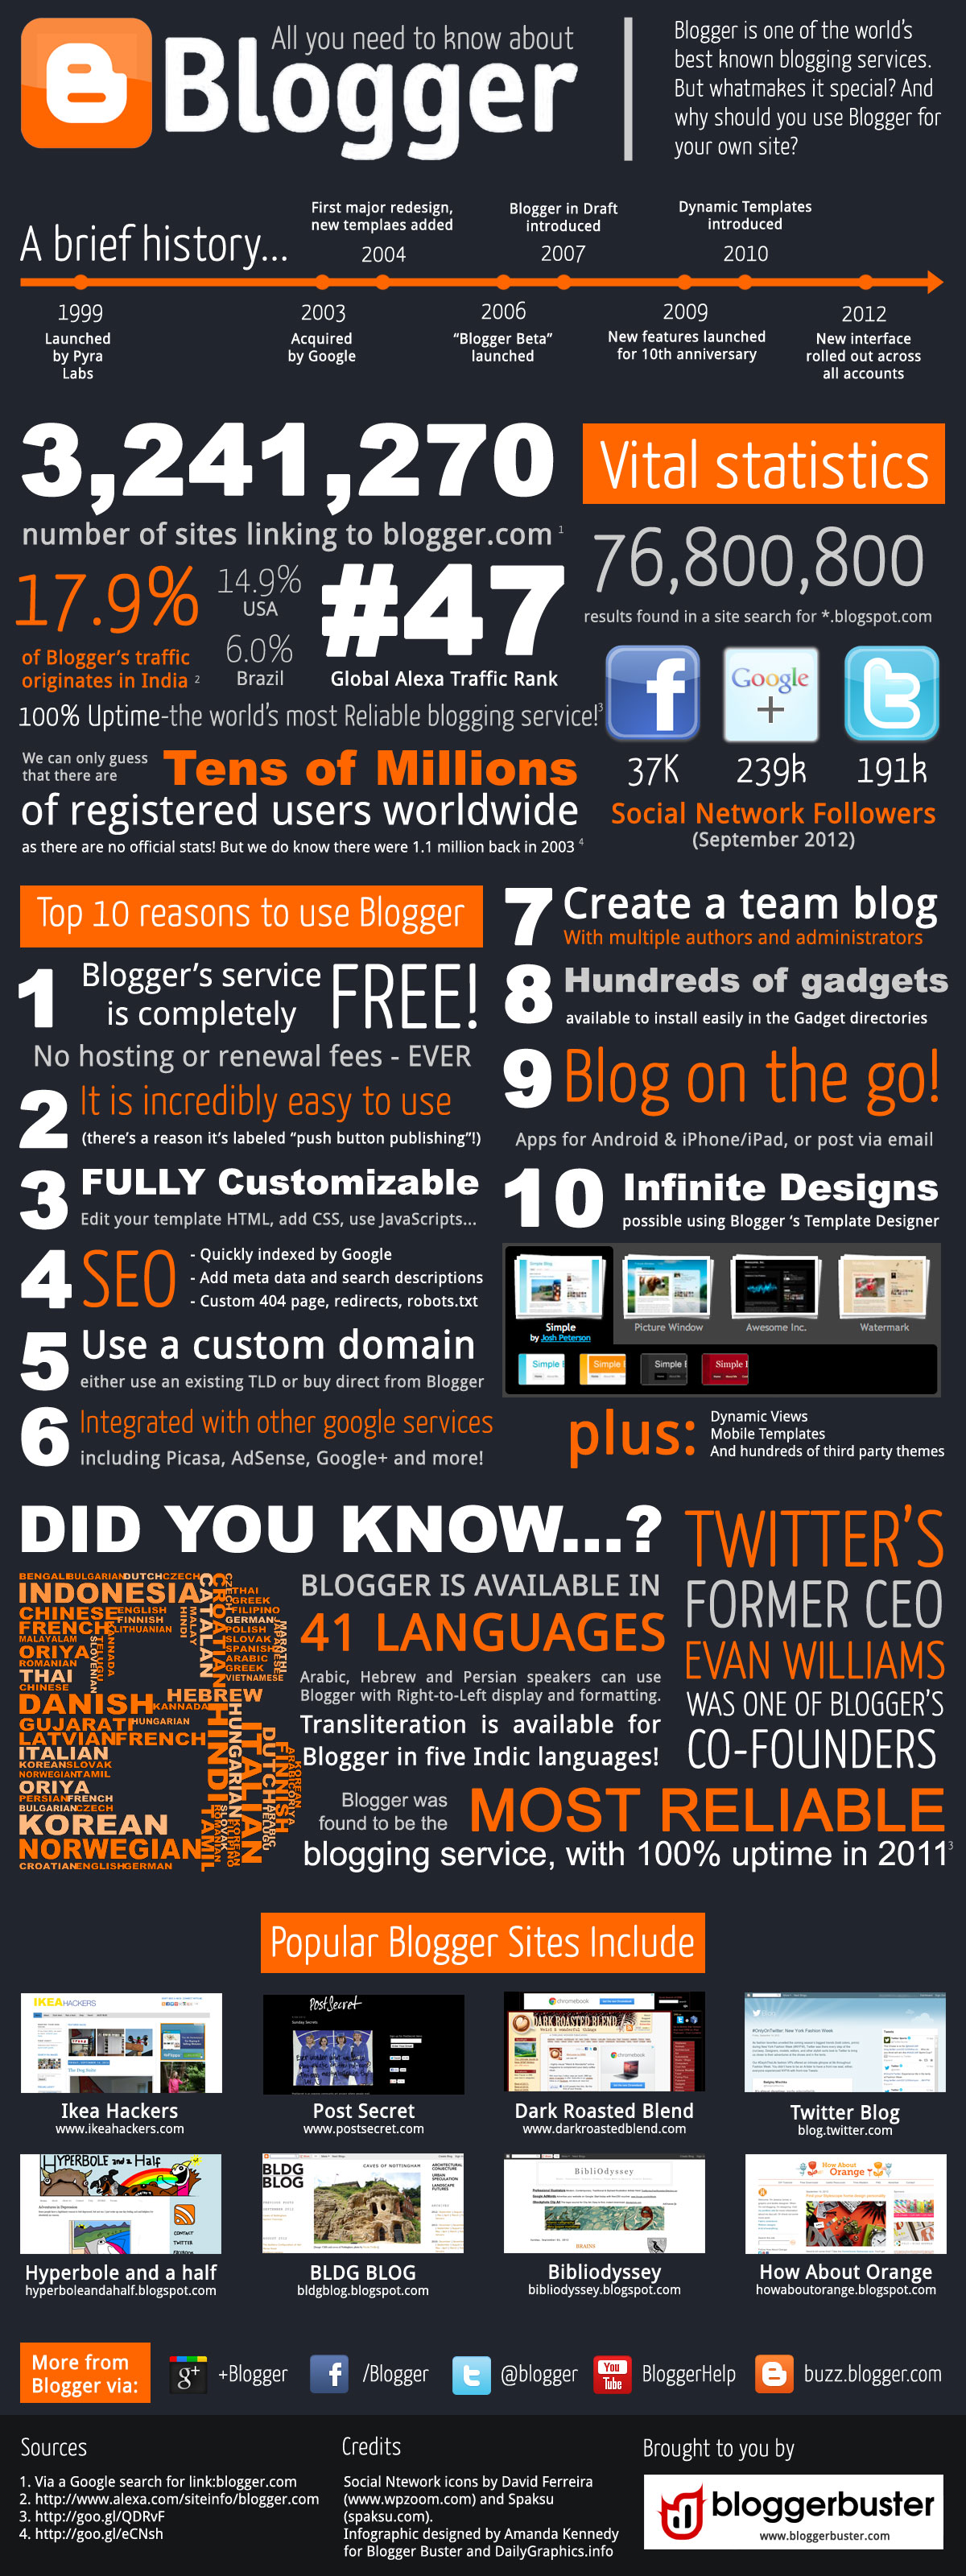 All you need to know about
Blogger
Blogger is one of the world's
best known blogging services.
But whatmakes it special? And
why should you use Blogger for
your own site?
A brief history...
1999
Launched
by Pyra
Labs
2003
Acquired
by Google
First major redesign,
new templaes added
2004
2006
"Blogger Beta"
launched
Blogger in Draft
introduced
2007
2009
New features launched
for 10th anniversary
Dynamic Templates
introduced
2010
2012
New interface
rolled out across
all accounts
3,241,270
number of sites linking to blogger.com 1
17.9%
of Blogger's traffic
originates in India 2
14.9%
USA
6.0%
Brazil
#47
Global Alexa Traffic Rank
100% Uptime-the world's most Reliable blogging service! 3
We can only guess
that there are
Tens of Millions
of registered users worldwide
as there are no official stats! But we do know there were 1.1 million back in 2003 4
Vital statistics
76,800,800
results found in a site search for *.blogspot.com
Google
+
37K 239k 191k
Social Network Followers
(September 2012)
Top 10 reasons to use Blogger
1 Blogger's service
is completely FREE!
No hosting or renewal fees - EVER
2 It is incredibly easy to use
(there's a reason it's labeled "push button publishing"!)
3 FULLY Customizable
Edit your template HTML, add CSS, use JavaScripts...
4 SEO
- Quickly indexed by Google
- Add meta data and search descriptions
- Custom 404 page, redirects, robots.txt
5 Use a custom domain
either use an existing TLD or buy direct from Blogger
6 Integrated with other google services
including Picasa, AdSense, Google+ and more!
7 Create a team blog
With multiple authors and administrators
8 Hundreds of gadgets
available to install easily in the Gadget directories
9 Blog on the go!
Apps for Android & iPhone/iPad, or post via email
10 Infinite Designs
possible using Blogger 's Template Designer
Simple
by Josh Peterson
Picture Window
Awesome Inc.
Watermark
plus:
Dynamic Views
Mobile Templates
And hundreds of third party themes
DID YOU KNOW...?
BENGALI BULGARIAN DUTCH CZECH
INDONESIA
CHINESE ENGLISH
FRENCH FINNISH
LITHUANIAN
MALAYALAM
ORIYA
ROMANIAN
THAI
CHINESE
DANISH KANNADA
HEBREW
GUJARATI HUNGARIAN
LATVIAN FRENCH
ITALIAN
KOREAN SLOVAK
NORWEGIAN TAMIL
ORIYA
PERSIAN FRENCH
BULGARIAN CZECH
KOREAN
NORWEGIAN
CROATIAN ENGLISH GERMAN
CATALAN
CROATIAN
HINDI
MALAY
THAI
GREEK
FILIPINO
GERMAN
POLISH
SLOVAK
SPANISH
ARABIC
GREEK
VIETNAMESE
HINDI
HUNGARIAN
ITALIAN
DUTCH
FINNISH
TAMIL
BLOGGER IS AVAILABLE IN
41 LANGUAGES
Arabic, Hebrew and Persian speakers can use
Blogger with Right-to-Left display and formatting.
Transliteration is available for
Blogger in five Indic languages!
TWITTER'S
FORMER CEO
EVAN WILLIAMS
WAS ONE OF BLOGGER'S
CO-FOUNDERS
Blogger was
found to be the
MOST RELIABLE
blogging service, with 100% uptime in 2011 3
Popular Blogger Sites Include
IKEA HACKERS
Ikea Hackers
www.ikeahackers.com
PostSecret
Post Secret
www.postsecret.com
DARK ROASTED BLEND
Dark Roasted Blend
www.darkroastedblend.com
Twitter Blog
blog.twitter.com
HYPERBOLE and a Half
Hyperbole and a half
hyperboleandahalf.blogspot.com
BLDG
BLOG
BLDG BLOG
bldgblog.blogspot.com
BibliOdyssey
Bibliodyssey
bibliodyssey.blogspot.com
How About
Orange
How About Orange
howaboutorange.blogspot.com
More from
Blogger via:
+Blogger
/Blogger
@blogger
You
Tube
BloggerHelp
buzz.blogger.com
Sources
1. Via a Google search for link:blogger.com
2. http://www.alexa.com/siteinfo/blogger.com
3. http://goo.gl/QDRvF
4. http://goo.gl/eCNsh
Credits
Social Ntework icons by David Ferreira
(www.wpzoom.com) and Spaksu
(spaksu.com).
Infographic designed by Amanda Kennedy
for Blogger Buster and DailyGraphics.info
Brought to you by
bloggerbuster
www.bloggerbuster.com